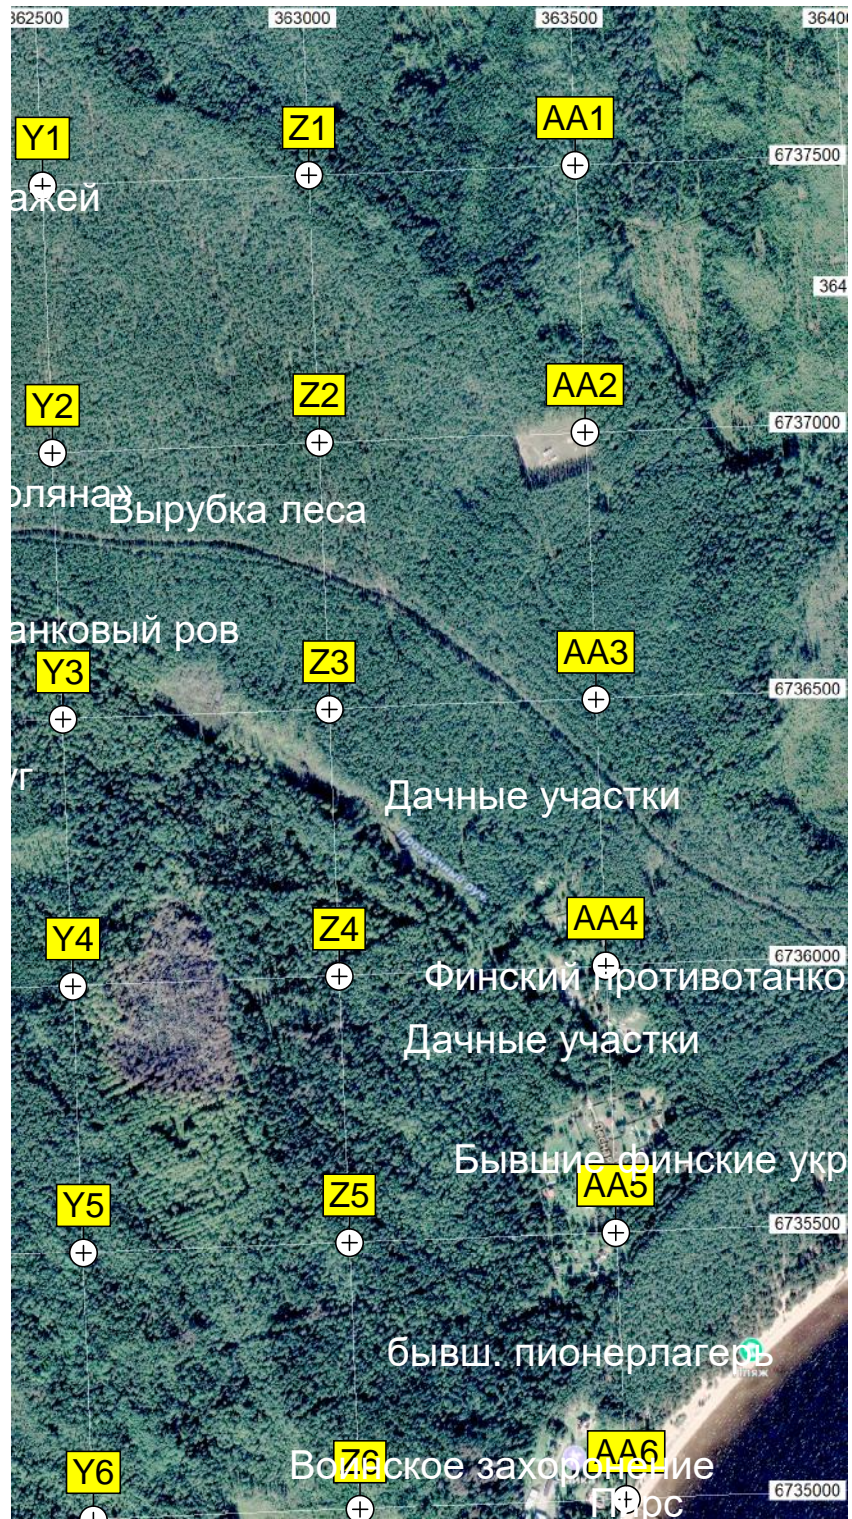 362500 363000 363500
AA1
Z1
Y1
6737500
ажей
364
AA2
Z2
Y2
6737000
оляна»
Вырубка леса
анковый ров
AA3
Z3
Y3
6736500
уг
Дачные участки
AA4
Z4
Y4
6736000
Финский противотанко
Дачные участки
Бывшие финские укр
AA5
Z5
Y5
6735500
бывш. пионерлагерь
Пляж
AA6
Z6
Y6
Воинское захоронение
6735000
Пирс